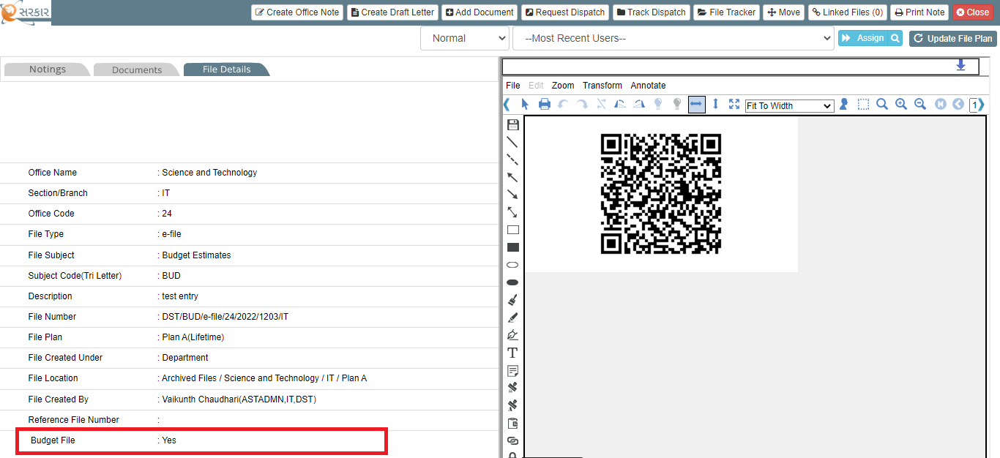 સરકાર
Create Office Note
Create Draft Letter
Add Document
Request Dispatch
Track Dispatch
File Tracker
Move
Linked Files (0)
Print Note
Close
Normal
--Most Recent Users--
Assign
Update File Plan
Notings
Documents
File Details
File Edit Zoom Transform Annotate
Fit To Width
1
T
Office Name : Science and Technology
Section/Branch : IT
Office Code : 24
File Type : e-file
File Subject : Budget Estimates
Subject Code(Tri Letter) : BUD
Description : test entry
File Number : DST/BUD/e-file/24/2022/1203/IT
File Plan : Plan A(Lifetime)
File Created Under : Department
File Location : Archived Files / Science and Technology / IT / Plan A
File Created By : Vaikunth Chaudhari(ASTADMN,IT,DST)
Reference File Number :
Budget File : Yes